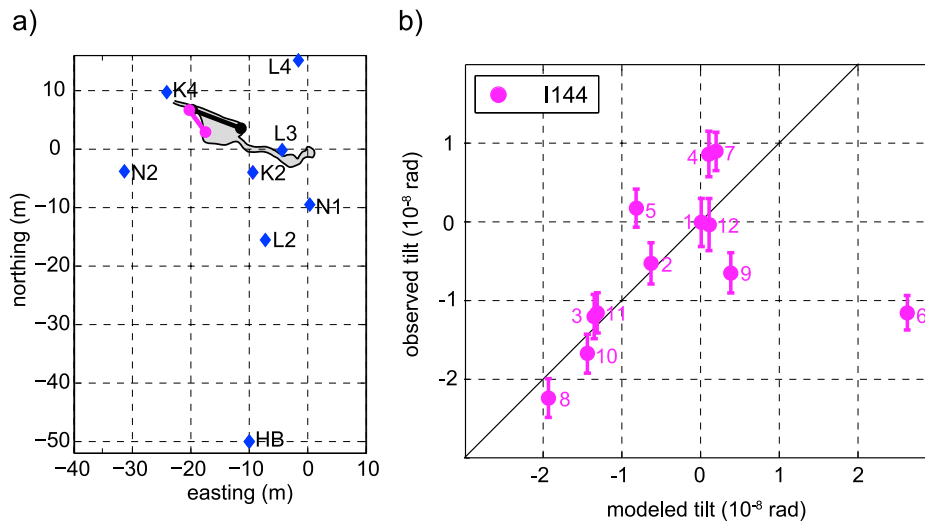 a)
b)
L4
K4
L3
N2
K2
N1
L2
HB
10
0
−10
−20
−30
−40
−50
−40
−30
−20
−10
0
10
northing (m)
easting (m)
I144
4
7
5
1
12
2
9
3
11
6
10
8
1
0
-1
-2
-2
-1
0
1
2
observed tilt (10⁻⁸ rad)
modeled tilt (10⁻⁸ rad)